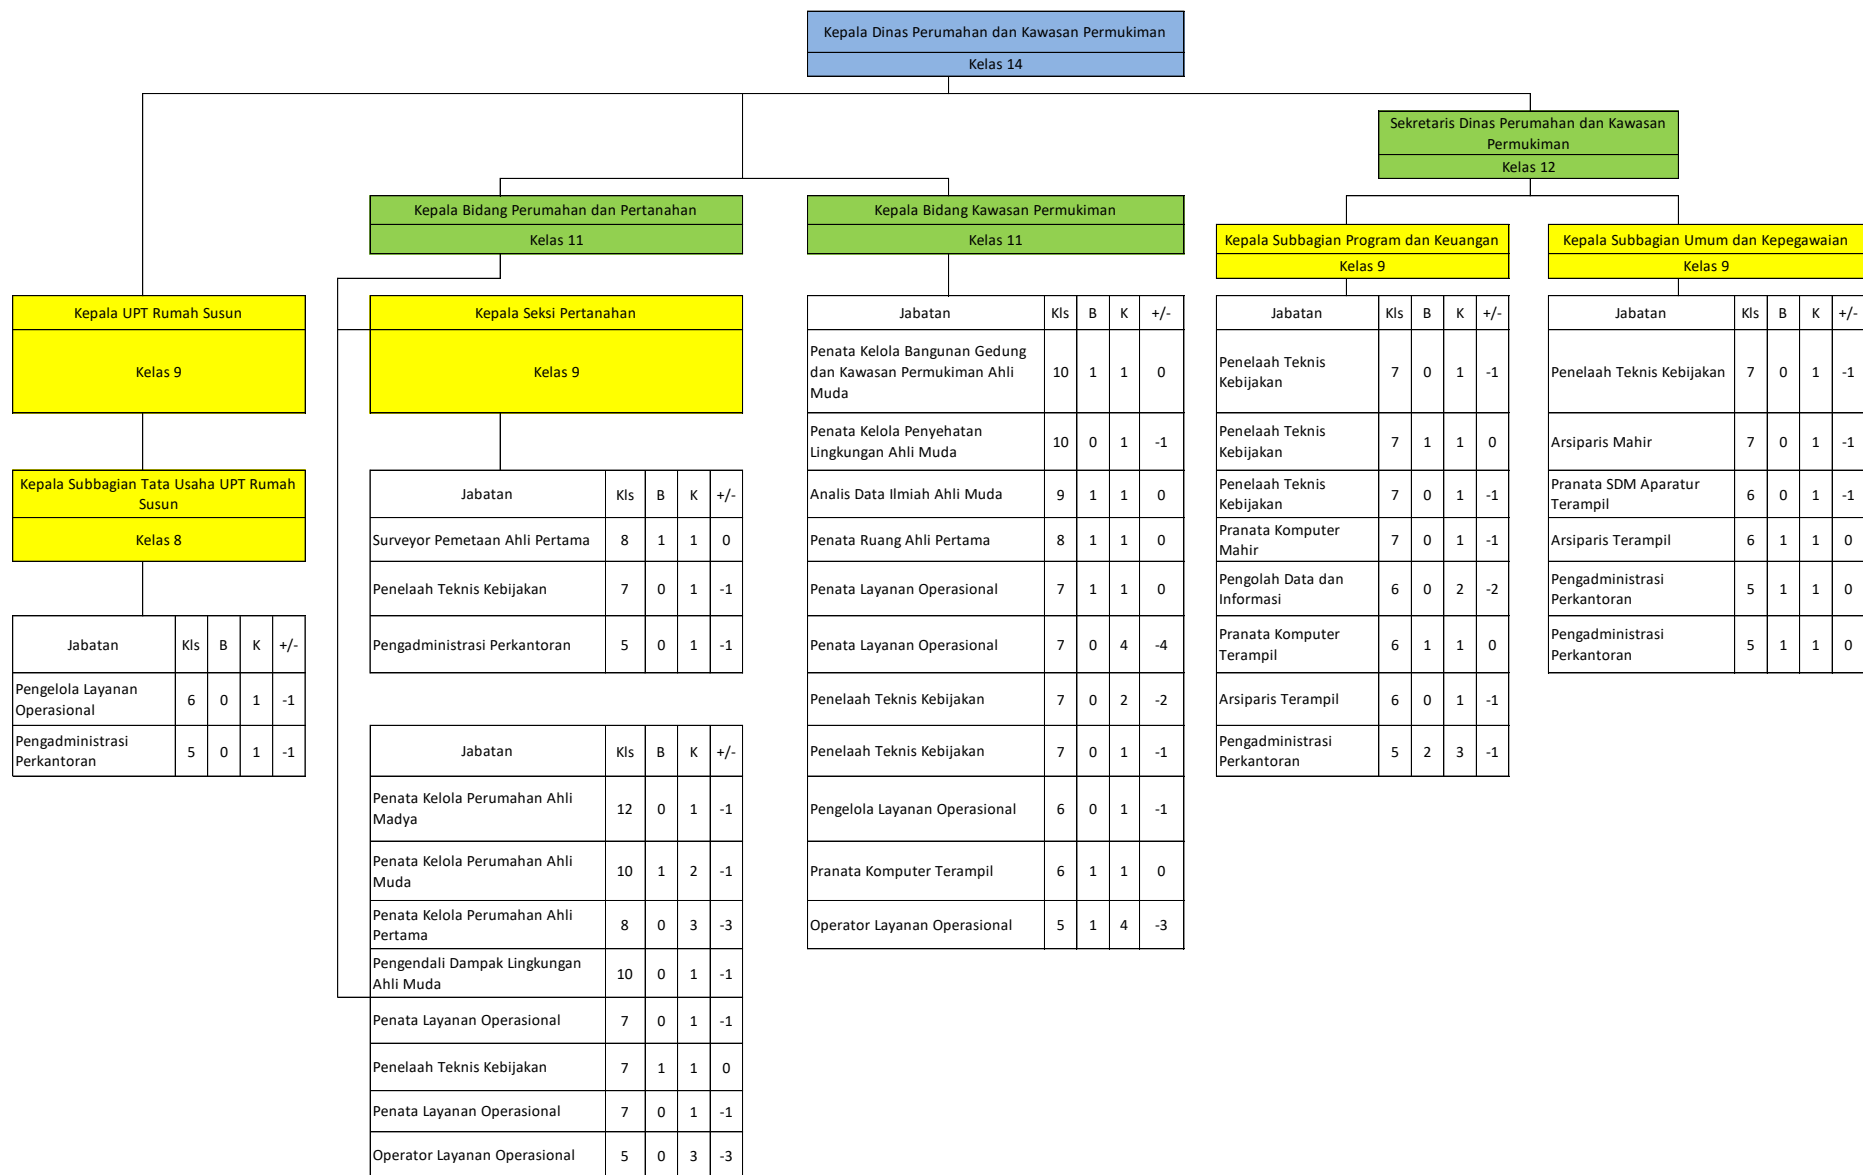 Kepala Dinas Perumahan dan Kawasan Permukiman
Kelas 14
Sekretaris Dinas Perumahan dan Kawasan
Permukiman
Kelas 12
Kepala Bidang Perumahan dan Pertanahan
Kelas 11
Kepala Bidang Kawasan Permukiman
Kelas 11
Kepala Subbagian Program dan Keuangan
Kelas 9
Kepala Subbagian Umum dan Kepegawaian
Kelas 9
Kepala UPT Rumah Susun
Kelas 9
Kepala Subbagian Tata Usaha UPT Rumah
Susun
Kelas 8
Jabatan Kls B K +/-
Pengelola Layanan
Operasional 6 0 1 -1
Pengadministrasi
Perkantoran 5 0 1 -1
Kepala Seksi Pertanahan
Kelas 9
Jabatan Kls B K +/-
Surveyor Pemetaan Ahli Pertama 8 1 1 0
Penelaah Teknis Kebijakan 7 0 1 -1
Pengadministrasi Perkantoran 5 0 1 -1
Jabatan Kls B K +/-
Penata Kelola Perumahan Ahli
Madya 12 0 1 -1
Penata Kelola Perumahan Ahli
Muda 10 1 2 -1
Penata Kelola Perumahan Ahli
Pertama 8 0 3 -3
Pengendali Dampak Lingkungan
Ahli Muda 10 0 1 -1
Penata Layanan Operasional 7 0 1 -1
Penelaah Teknis Kebijakan 7 1 1 0
Penata Layanan Operasional 7 0 1 -1
Operator Layanan Operasional 5 0 3 -3
Jabatan Kls B K +/-
Penata Kelola Bangunan Gedung
dan Kawasan Permukiman Ahli
Muda 10 1 1 0
Penata Kelola Penyehatan
Lingkungan Ahli Muda 10 0 1 -1
Analis Data Ilmiah Ahli Muda 9 1 1 0
Penata Ruang Ahli Pertama 8 1 1 0
Penata Layanan Operasional 7 1 1 0
Penata Layanan Operasional 7 0 4 -4
Penelaah Teknis Kebijakan 7 0 2 -2
Penelaah Teknis Kebijakan 7 0 1 -1
Pengelola Layanan Operasional 6 0 1 -1
Pranata Komputer Terampil 6 1 1 0
Operator Layanan Operasional 5 1 4 -3
Jabatan Kls B K +/-
Penelaah Teknis
Kebijakan 7 0 1 -1
Penelaah Teknis
Kebijakan 7 1 1 0
Penelaah Teknis
Kebijakan 7 0 1 -1
Pranata Komputer
Mahir 7 0 1 -1
Pengolah Data dan
Informasi 6 0 2 -2
Pranata Komputer
Terampil 6 1 1 0
Arsiparis Terampil 6 0 1 -1
Pengadministrasi
Perkantoran 5 2 3 -1
Jabatan Kls B K +/-
Penelaah Teknis Kebijakan 7 0 1 -1
Arsiparis Mahir 7 0 1 -1
Pranata SDM Aparatur
Terampil 6 0 1 -1
Arsiparis Terampil 6 1 1 0
Pengadministrasi
Perkantoran 5 1 1 0
Pengadministrasi
Perkantoran 5 1 1 0